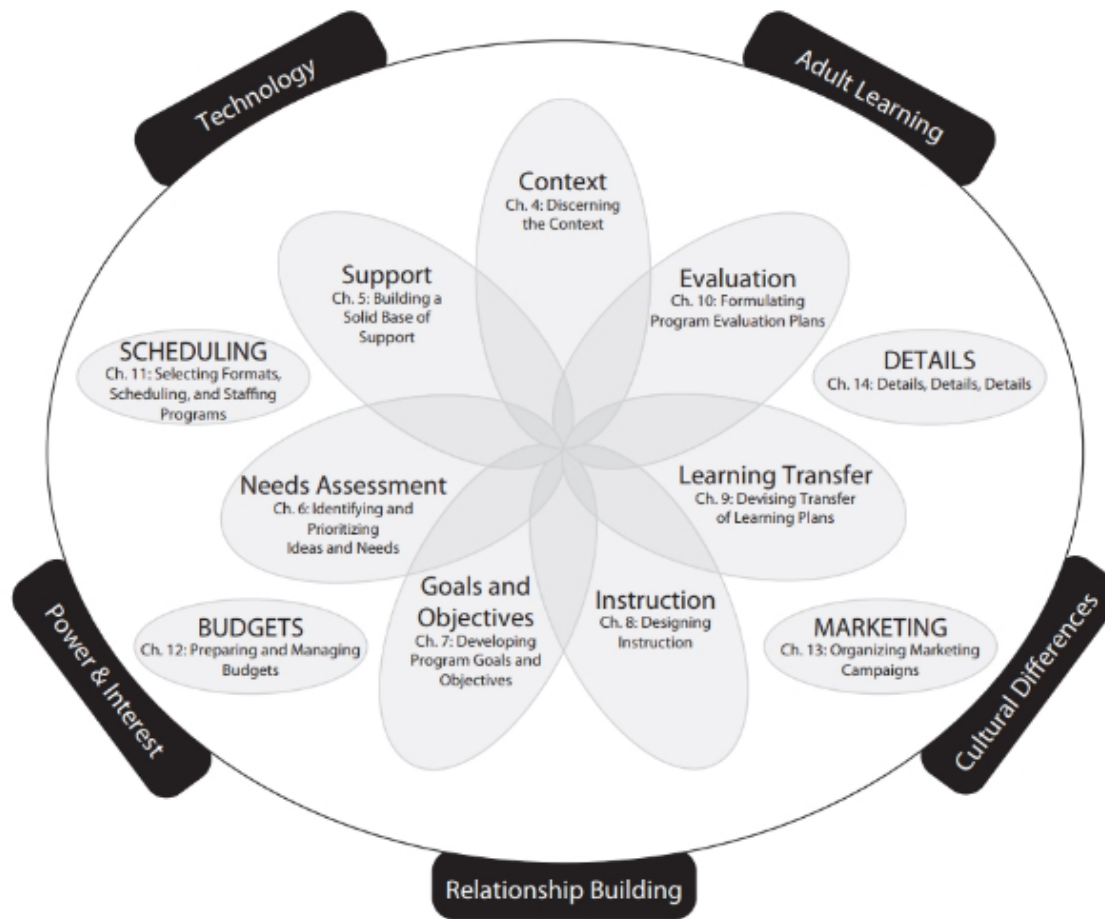 Technology
Adult Learning
Context
Ch. 4: Discerning
the Context
Support
Ch. 5: Building a
Solid Base of
Support
Evaluation
Ch. 10: Formulating
Program Evaluation Plans
SCHEDULING
Ch. 11: Selecting Formats,
Scheduling, and Staffing
Programs
DETAILS
Ch. 14: Details, Details, Details
Needs Assessment
Ch. 6: Identifying and
Prioritizing
Ideas and Needs
Learning Transfer
Ch. 9: Devising Transfer
of Learning Plans
Goals and
Objectives
Ch. 7: Developing
Program Goals and
Objectives
Instruction
Ch. 8: Designing
Instruction
BUDGETS
Ch. 12: Preparing and Managing
Budgets
MARKETING
Ch. 13: Organizing Marketing
Campaigns
Power & Interest
Cultural Differences
Relationship Building